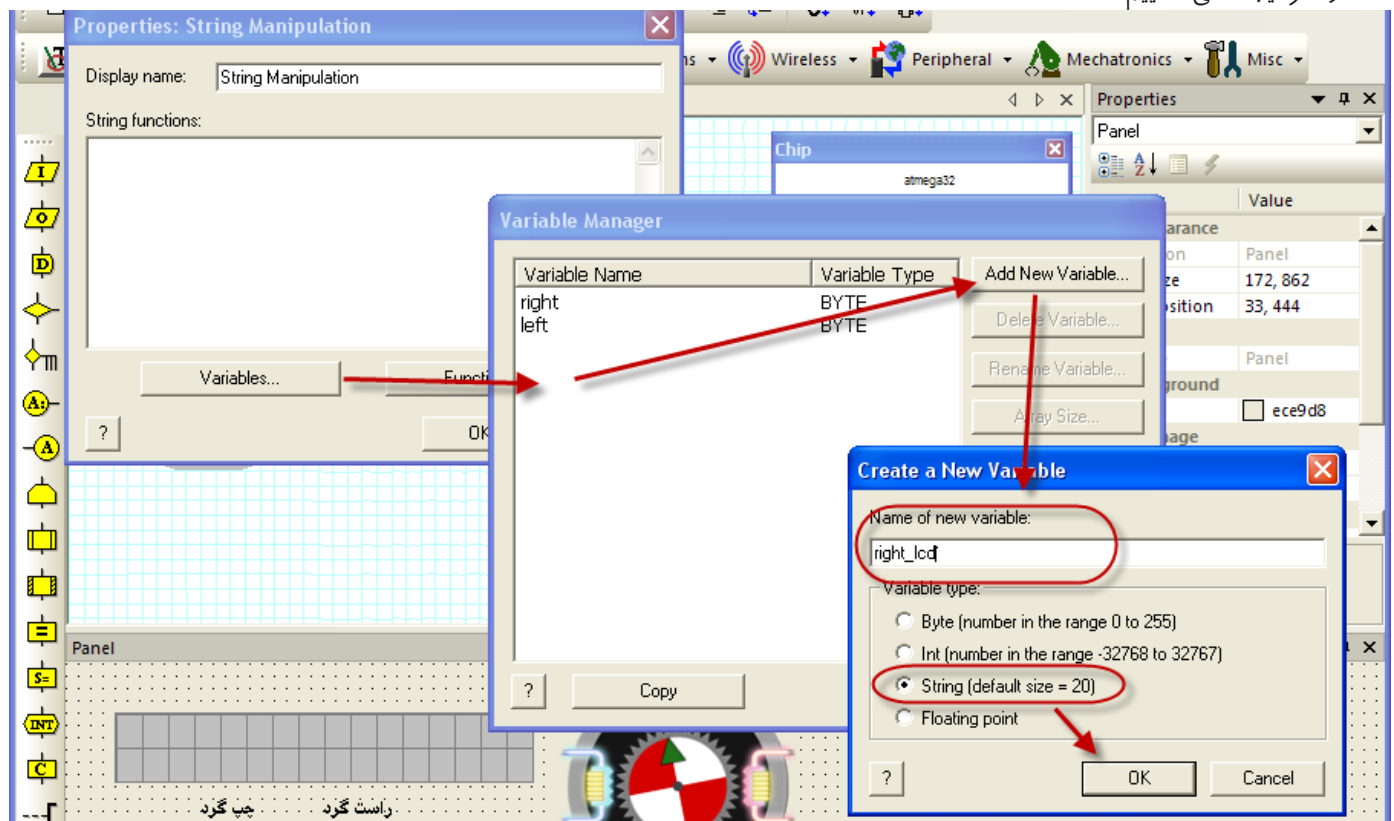 Properties: String Manipulation
Wireless
Peripheral
Mechatronics
Misc
Display name:
String Manipulation
Properties
String functions:
Panel
Chip
atmega32
Value
Variable Manager
Panel
Variable Name
Variable Type
Add New Variable...
172, 862
right
BYTE
33, 444
left
BYTE
Delete Variable...
Panel
Rename Variable...
Variables...
ece9d8
Array Size...
?
OK
Create a New Variable
Name of new variable:
right_lcd
Variable type:
Byte (number in the range 0 to 255)
Int (number in the range -32768 to 32767)
Panel
String (default size = 20)
?
Copy
Floating point
?
OK
Cancel
راست گرد
چپ گرد